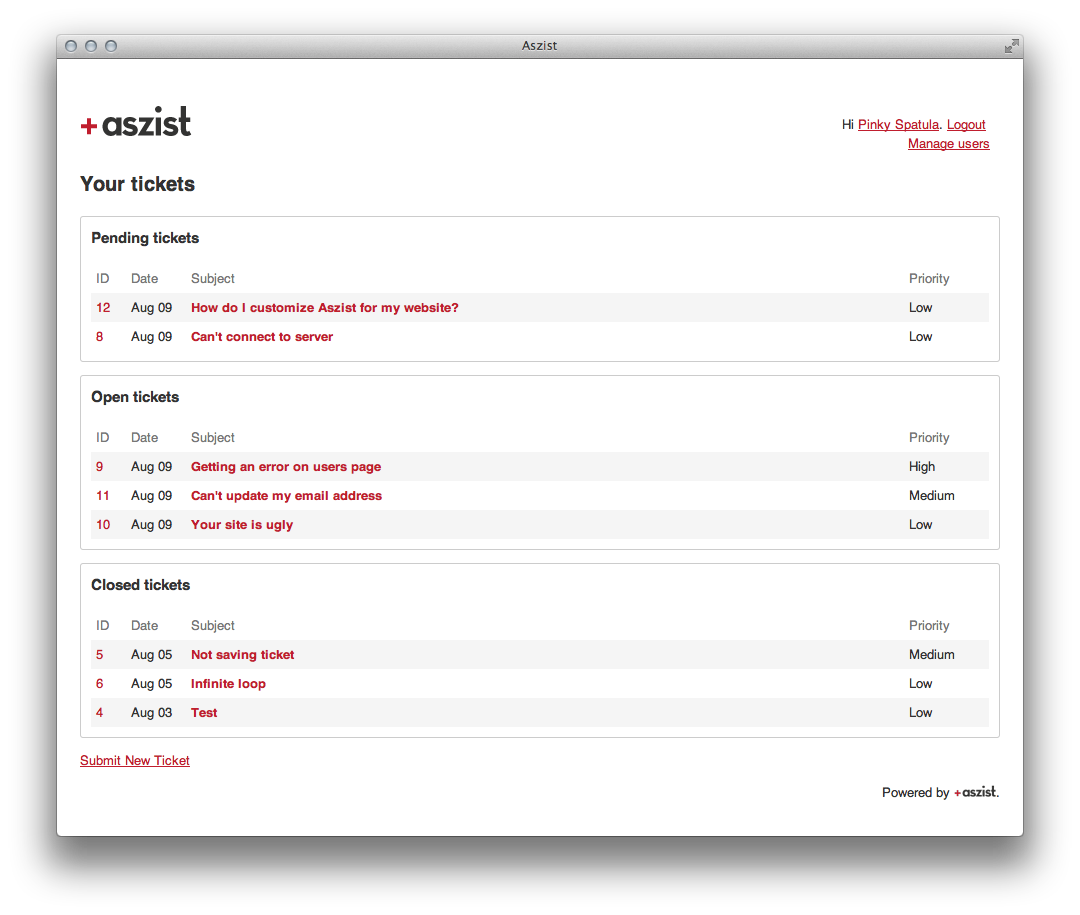 Aszist
+aszist
Hi Pinky Spatula. Logout
Manage users
Your tickets
Pending tickets
ID Date Subject Priority
12 Aug 09 How do I customize Aszist for my website? Low
8 Aug 09 Can't connect to server Low
Open tickets
ID Date Subject Priority
9 Aug 09 Getting an error on users page High
11 Aug 09 Can't update my email address Medium
10 Aug 09 Your site is ugly Low
Closed tickets
ID Date Subject Priority
5 Aug 05 Not saving ticket Medium
6 Aug 05 Infinite loop Low
4 Aug 03 Test Low
Submit New Ticket
Powered by +aszist.